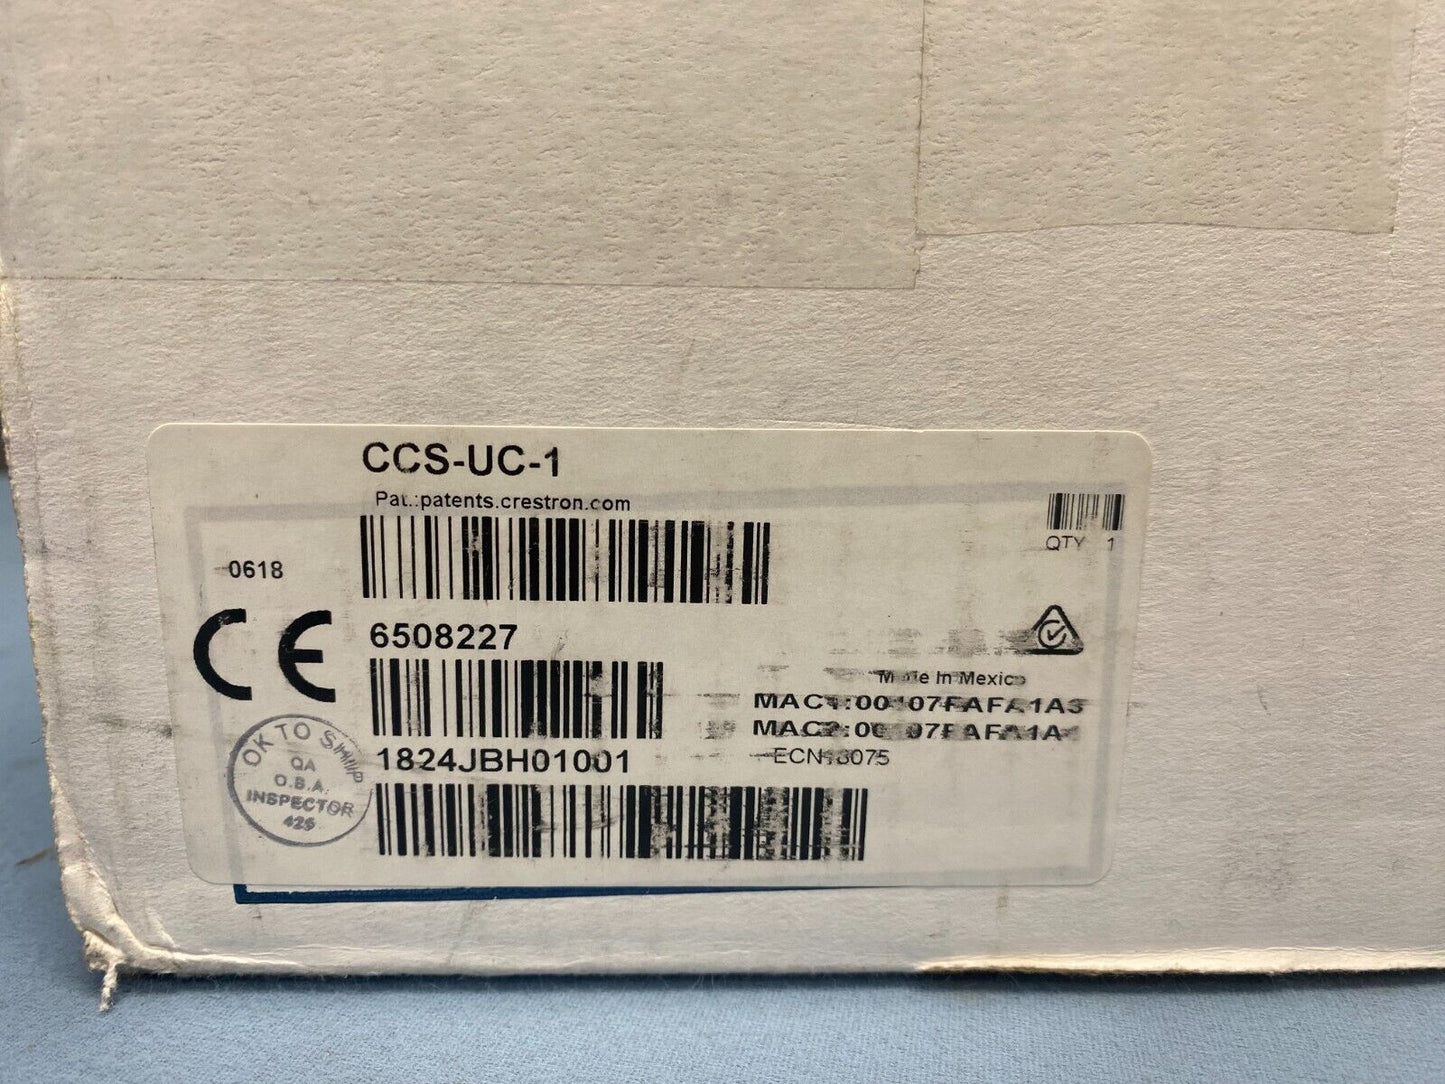 CCS-UC-1
Pat.:patents.crestron.com
QTY 1
0618
CE
6508227
Made In Mexico
1824JBH01001
OK TO SHIP
QA
O.B.A.
INSPECTOR
425